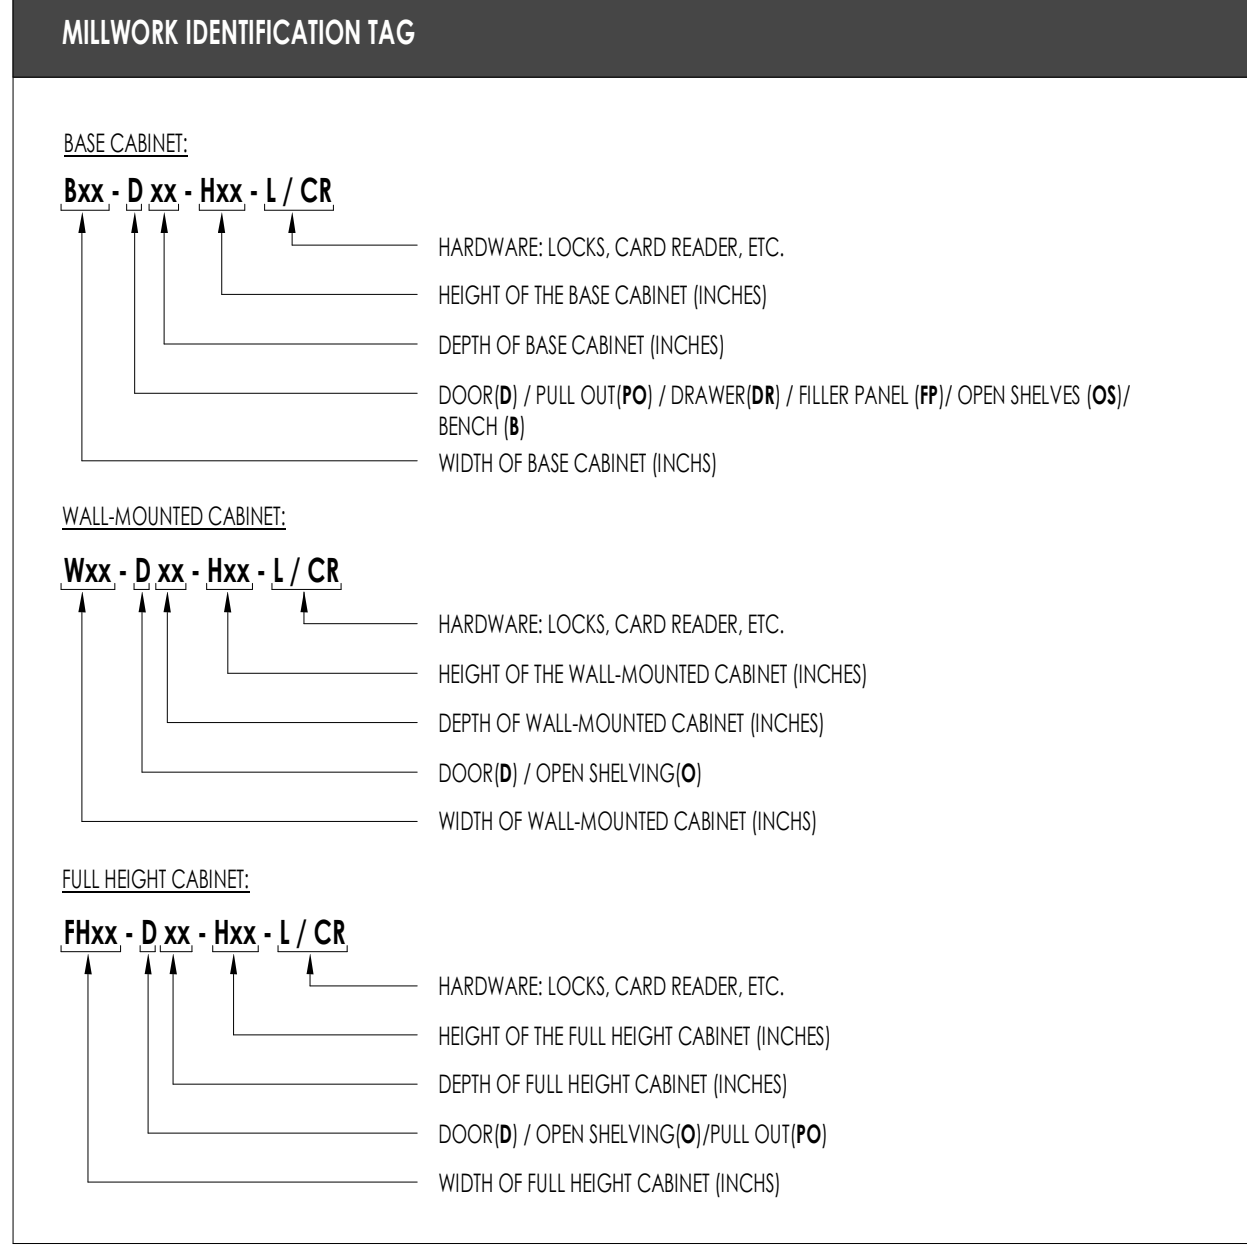 MILLWORK IDENTIFICATION TAG
BASE CABINET:
Bxx - D xx - Hxx - L / CR
HARDWARE: LOCKS, CARD READER, ETC.
HEIGHT OF THE BASE CABINET (INCHES)
DEPTH OF BASE CABINET (INCHES)
DOOR(D) / PULL OUT(PO) / DRAWER(DR) / FILLER PANEL (FP)/ OPEN SHELVES (OS)/
BENCH (B)
WIDTH OF BASE CABINET (INCHS)
WALL-MOUNTED CABINET:
Wxx - D xx - Hxx - L / CR
HARDWARE: LOCKS, CARD READER, ETC.
HEIGHT OF THE WALL-MOUNTED CABINET (INCHES)
DEPTH OF WALL-MOUNTED CABINET (INCHES)
DOOR(D) / OPEN SHELVING(O)
WIDTH OF WALL-MOUNTED CABINET (INCHS)
FULL HEIGHT CABINET:
FHxx - D xx - Hxx - L / CR
HARDWARE: LOCKS, CARD READER, ETC.
HEIGHT OF THE FULL HEIGHT CABINET (INCHES)
DEPTH OF FULL HEIGHT CABINET (INCHES)
DOOR(D) / OPEN SHELVING(O)/PULL OUT(PO)
WIDTH OF FULL HEIGHT CABINET (INCHS)